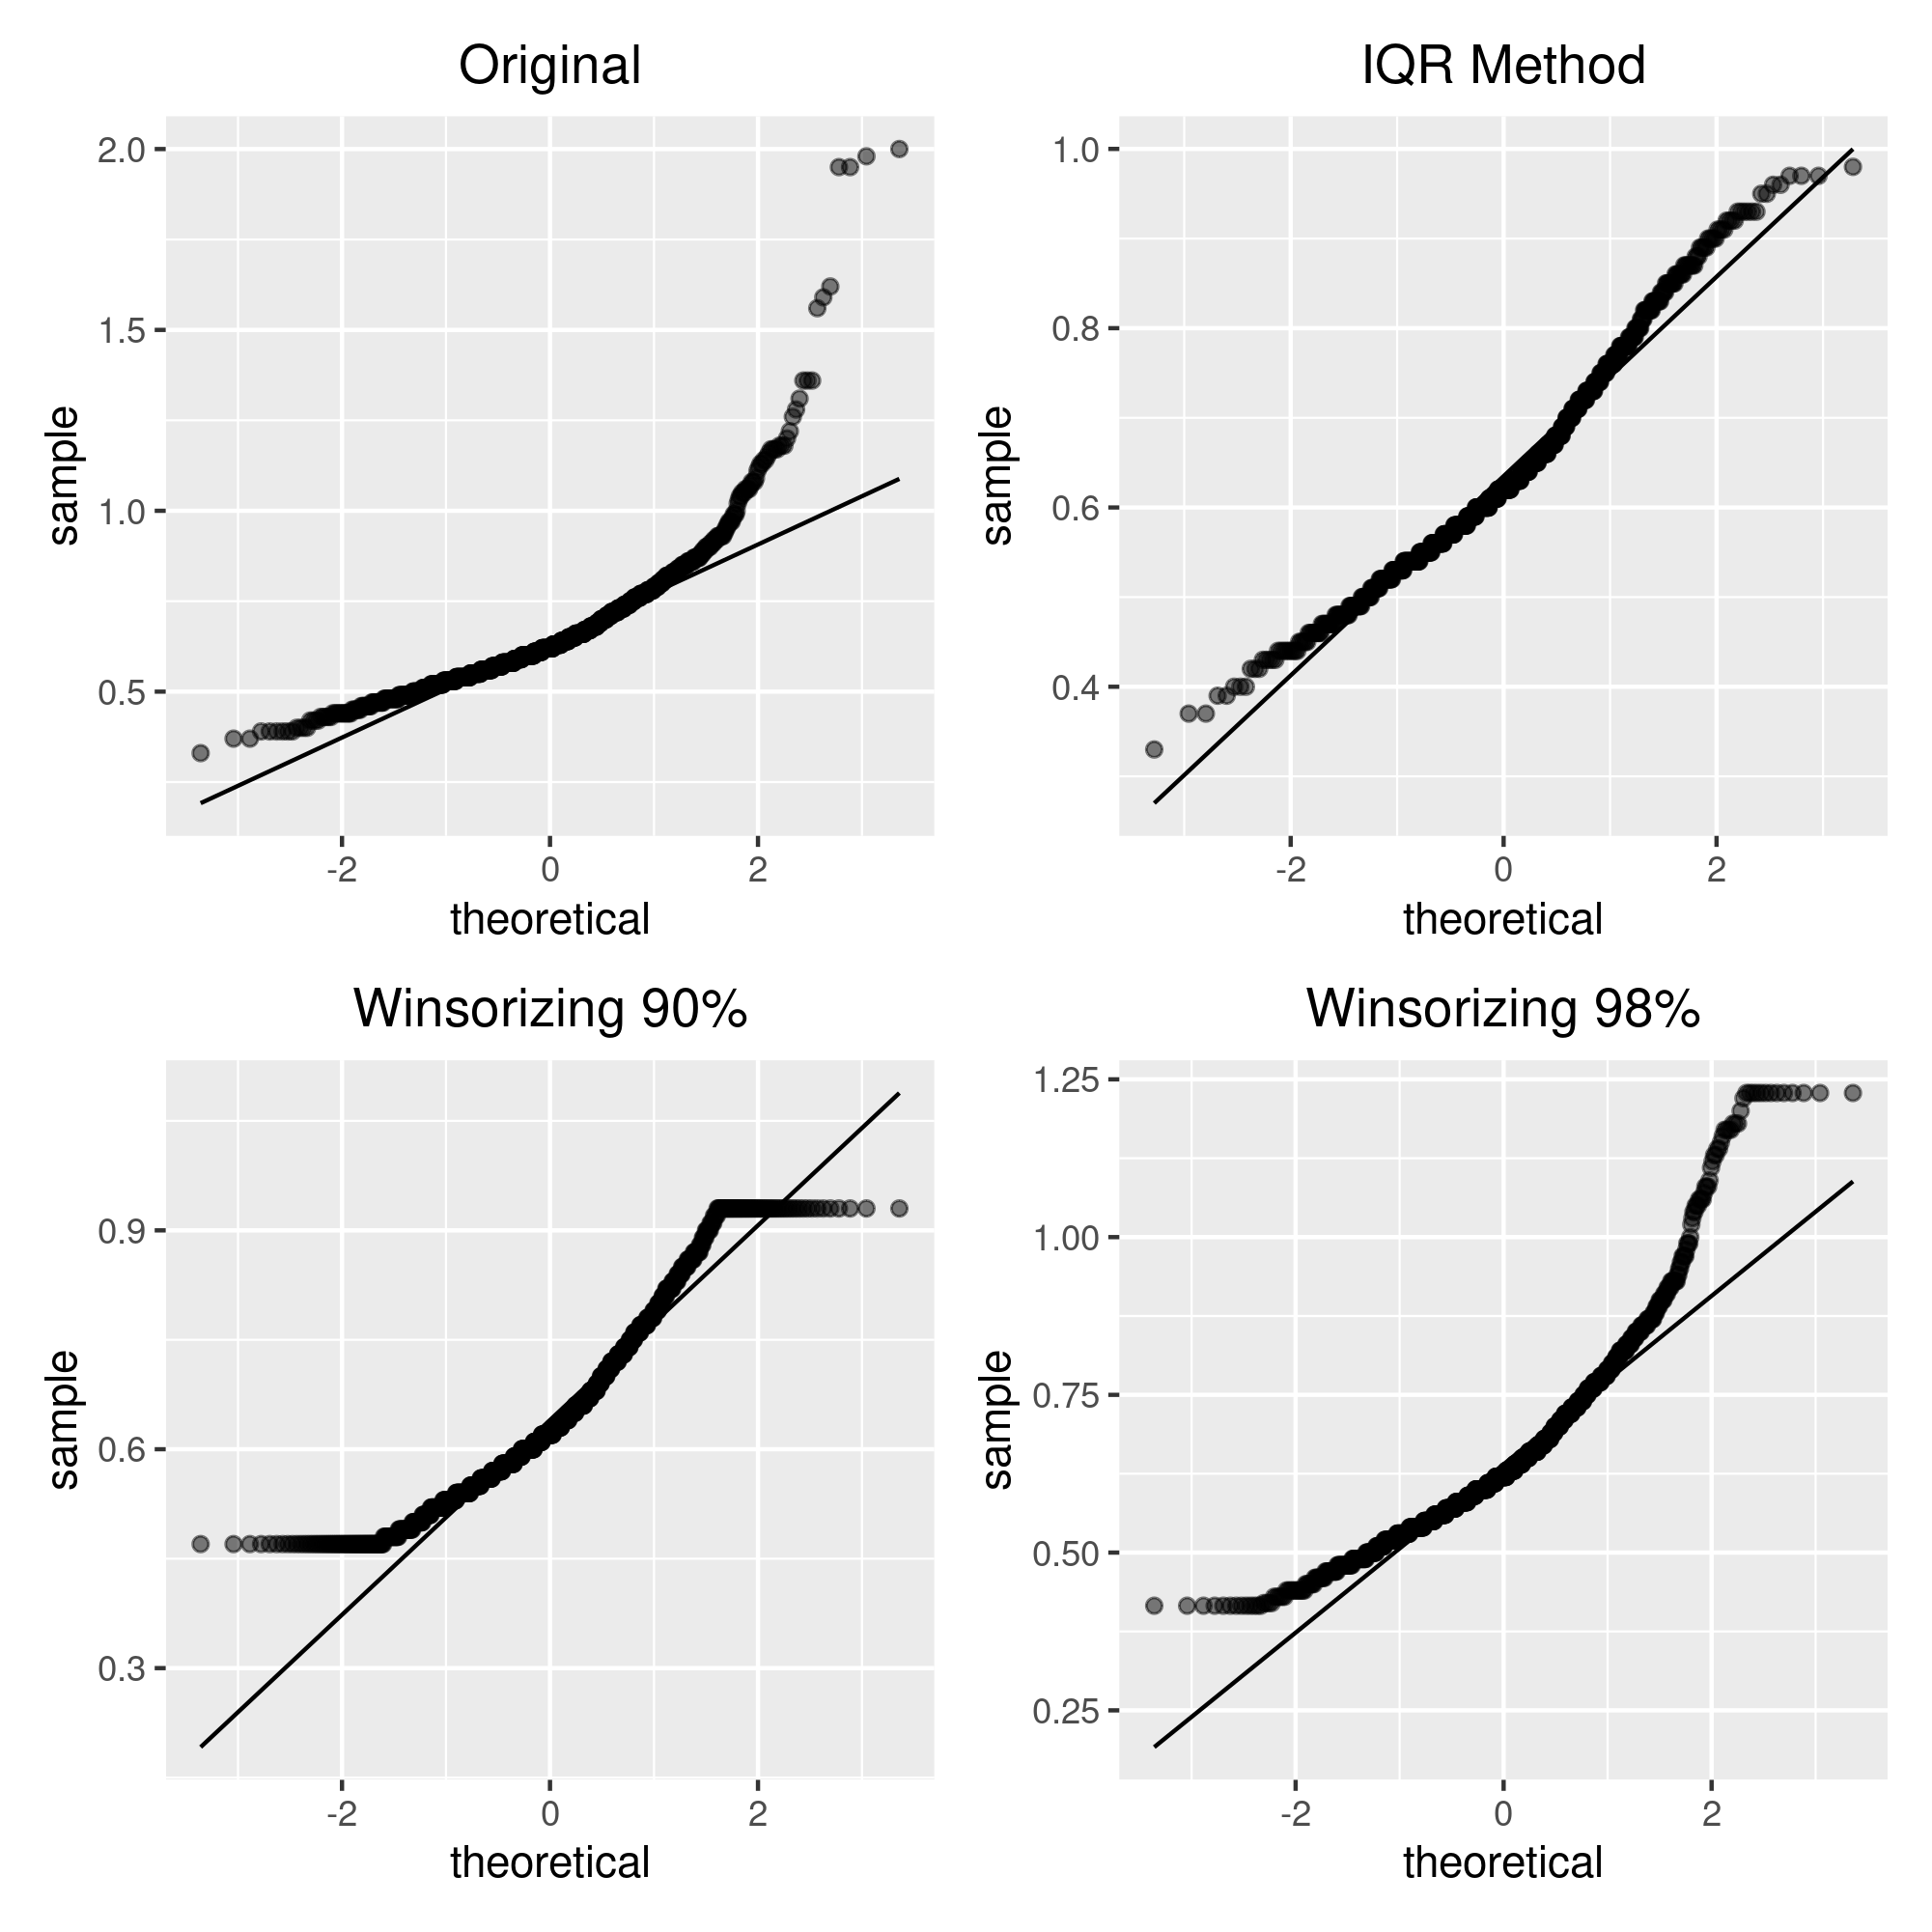 Original
2.0
1.5
1.0
0.5
sample
-2 0 2
theoretical
IQR Method
1.0
0.8
0.6
0.4
sample
-2 0 2
theoretical
Winsorizing 90%
0.9
0.6
0.3
sample
-2 0 2
theoretical
Winsorizing 98%
1.25
1.00
0.75
0.50
0.25
sample
-2 0 2
theoretical